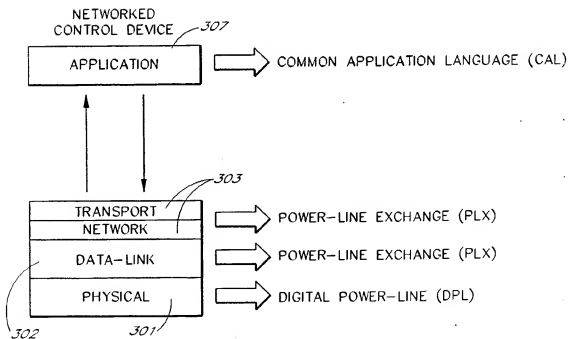 NETWORKED
CONTROL DEVICE
307
APPLICATION
COMMON APPLICATION LANGUAGE (CAL)
303
TRANSPORT
POWER-LINE EXCHANGE (PLX)
NETWORK
DATA-LINK
POWER-LINE EXCHANGE (PLX)
PHYSICAL
DIGITAL POWER-LINE (DPL)
302
301